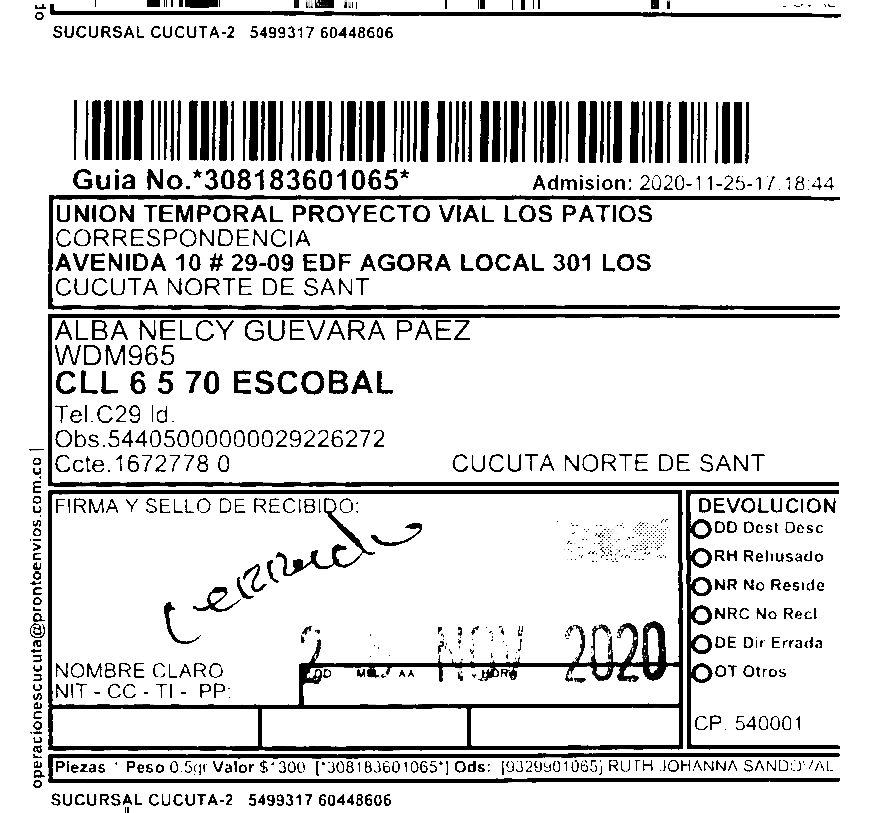 SUCURSAL CUCUTA-2 5499317 60448606
Guia No.*308183601065*
Admision: 2020-11-25-17.18:44
UNION TEMPORAL PROYECTO VIAL LOS PATIOS
CORRESPONDENCIA
AVENIDA 10 # 29-09 EDF AGORA LOCAL 301 LOS
CUCUTA NORTE DE SANT
ALBA NELCY GUEVARA PAEZ
WDM965
CLL 6 5 70 ESCOBAL
Tel.C29 Id.
Obs.54405000000029226272
Ccte.1672778 0 CUCUTA NORTE DE SANT
operacionescucuta@prontoenvios.com.co |
FIRMA Y SELLO DE RECIBIDO:
cerrado
2 NOV 2020
NOMBRE CLARO
NIT - CC - TI - PP:
DEVOLUCION
DD Dest Desc
RH Rehusado
NR No Reside
NRC No Recl
DE Dir Errada
OT Otros
CP. 540001
Piezas 1 Peso 0.5gr Valor $1300 [*308183601065*] Ods: [9329901065] RUTH JOHANNA SANDOVAL
SUCURSAL CUCUTA-2 5499317 60448606